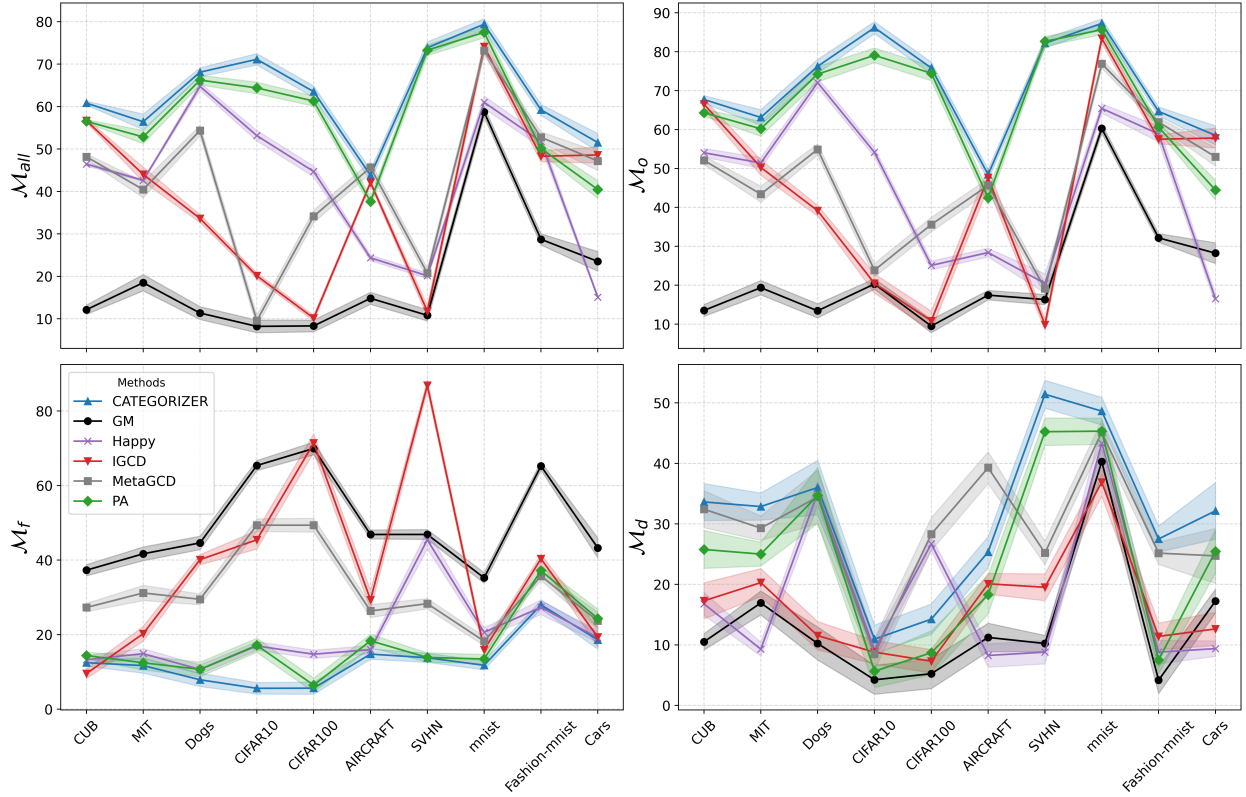 80
70
60
50
40
30
20
10
M_all
90
80
70
60
50
40
30
20
10
M_o
80
60
40
20
0
M_f
Methods
CATEGORIZER
GM
Happy
IGCD
MetaGCD
PA
CUB
MIT
Dogs
CIFAR10
CIFAR100
AIRCRAFT
SVHN
mnist
Fashion-mnist
Cars
50
40
30
20
10
0
M_d
CUB
MIT
Dogs
CIFAR10
CIFAR100
AIRCRAFT
SVHN
mnist
Fashion-mnist
Cars